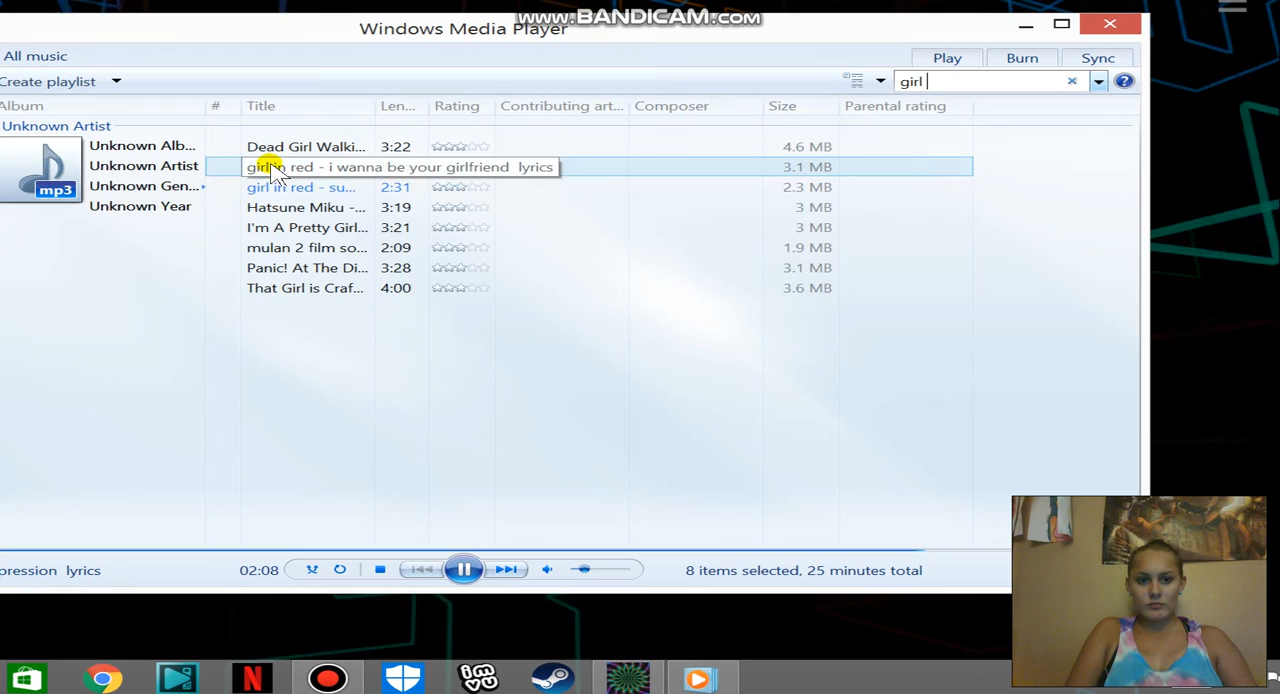 www.BANDICAM.com
Windows Media Player
All music
Play Burn Sync
Create playlist
girl
Album # Title Len... Rating Contributing art... Composer Size Parental rating
Unknown Artist
Unknown Alb... Dead Girl Walki... 3:22 4.6 MB
Unknown Artist girl in red - i wanna be your girlfriend lyrics 3.1 MB
mp3
Unknown Gen... girl in red - su... 2:31 2.3 MB
Unknown Year Hatsune Miku -... 3:19 3 MB
I'm A Pretty Girl... 3:21 3 MB
mulan 2 film so... 2:09 1.9 MB
Panic! At The Di... 3:28 3.1 MB
That Girl is Craf... 4:00 3.6 MB
pression lyrics 02:08 8 items selected, 25 minutes total
N